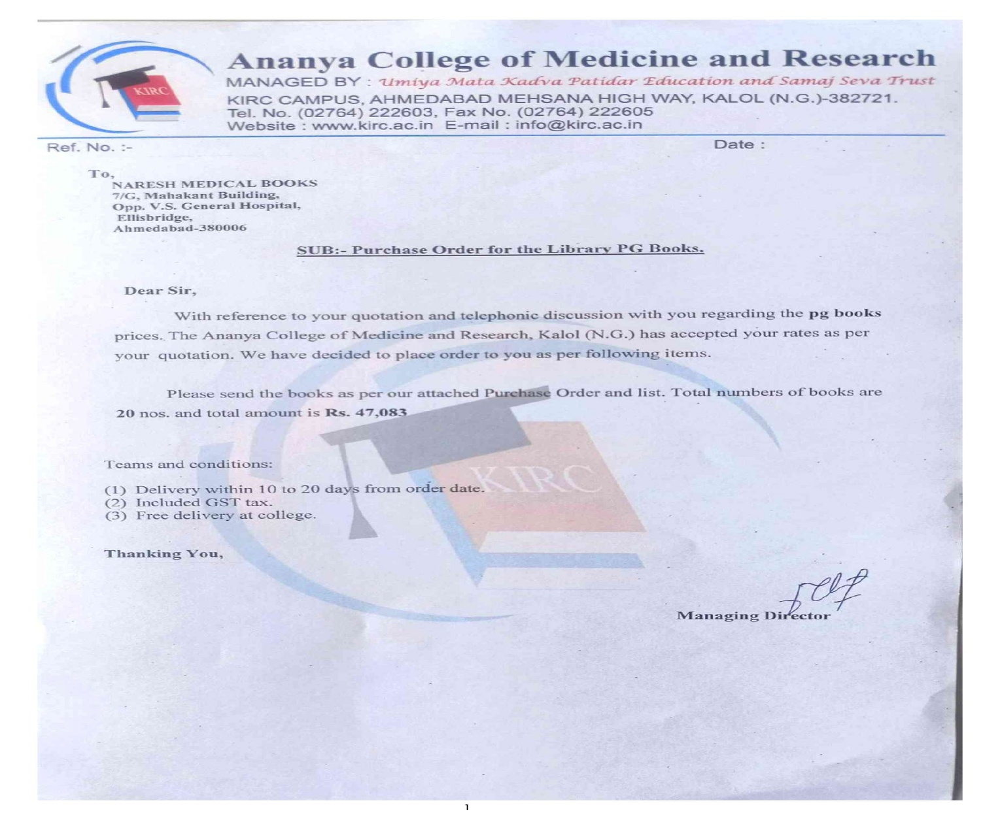 Ananya College of Medicine and Research
MANAGED BY : Umiya Mata Kadva Patidar Education and Samaj Seva Trust
KIRC CAMPUS, AHMEDABAD MEHSANA HIGH WAY, KALOL (N.G.)-382721.
Tel. No. (02764) 222603, Fax No. (02764) 222605
Website : www.kirc.ac.in E-mail : info@kirc.ac.in
KIRC
Ref. No. :-
Date :
To,
NARESH MEDICAL BOOKS
7/G, Mahakant Building,
Opp. V.S. General Hospital,
Ellisbridge,
Ahmedabad-380006
SUB:- Purchase Order for the Library PG Books.
Dear Sir,
With reference to your quotation and telephonic discussion with you regarding the pg books
prices. The Ananya College of Medicine and Research, Kalol (N.G.) has accepted your rates as per
your quotation. We have decided to place order to you as per following items.
Please send the books as per our attached Purchase Order and list. Total numbers of books are
20 nos. and total amount is Rs. 47,083
KIRC
Teams and conditions:
(1) Delivery within 10 to 20 days from order date.
(2) Included GST tax.
(3) Free delivery at college.
Thanking You,
Managing Director
1